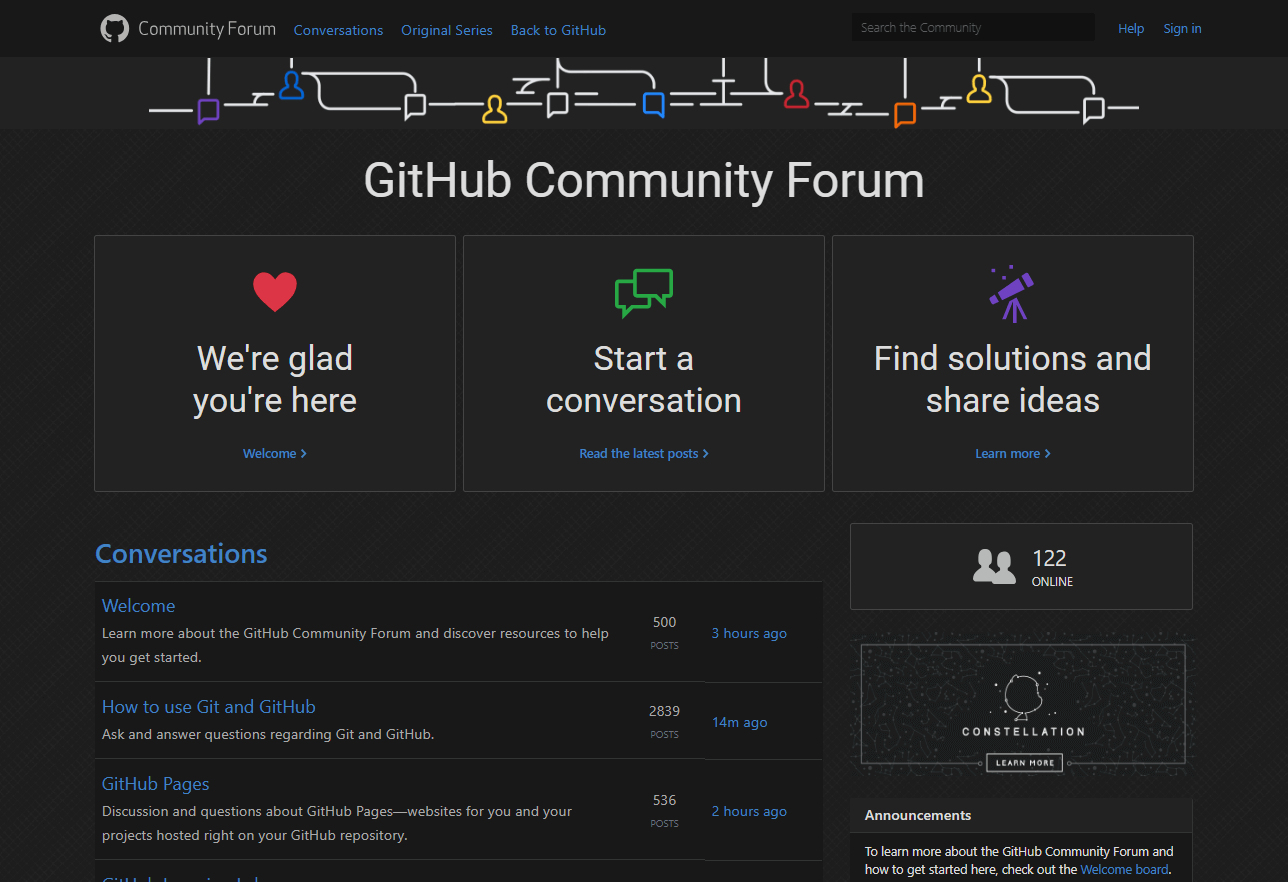 Community Forum
Conversations
Original Series
Back to GitHub
Search the Community
Help
Sign in
GitHub Community Forum
We're glad
you're here
Welcome
Start a
conversation
Read the latest posts
Find solutions and
share ideas
Learn more
Conversations
Welcome
Learn more about the GitHub Community Forum and discover resources to help
you get started.
500
POSTS
3 hours ago
How to use Git and GitHub
Ask and answer questions regarding Git and GitHub.
2839
POSTS
14m ago
GitHub Pages
Discussion and questions about GitHub Pages—websites for you and your
projects hosted right on your GitHub repository.
536
POSTS
2 hours ago
122
ONLINE
CONSTELLATION
LEARN MORE
Announcements
To learn more about the GitHub Community Forum and
how to get started here, check out the Welcome board.